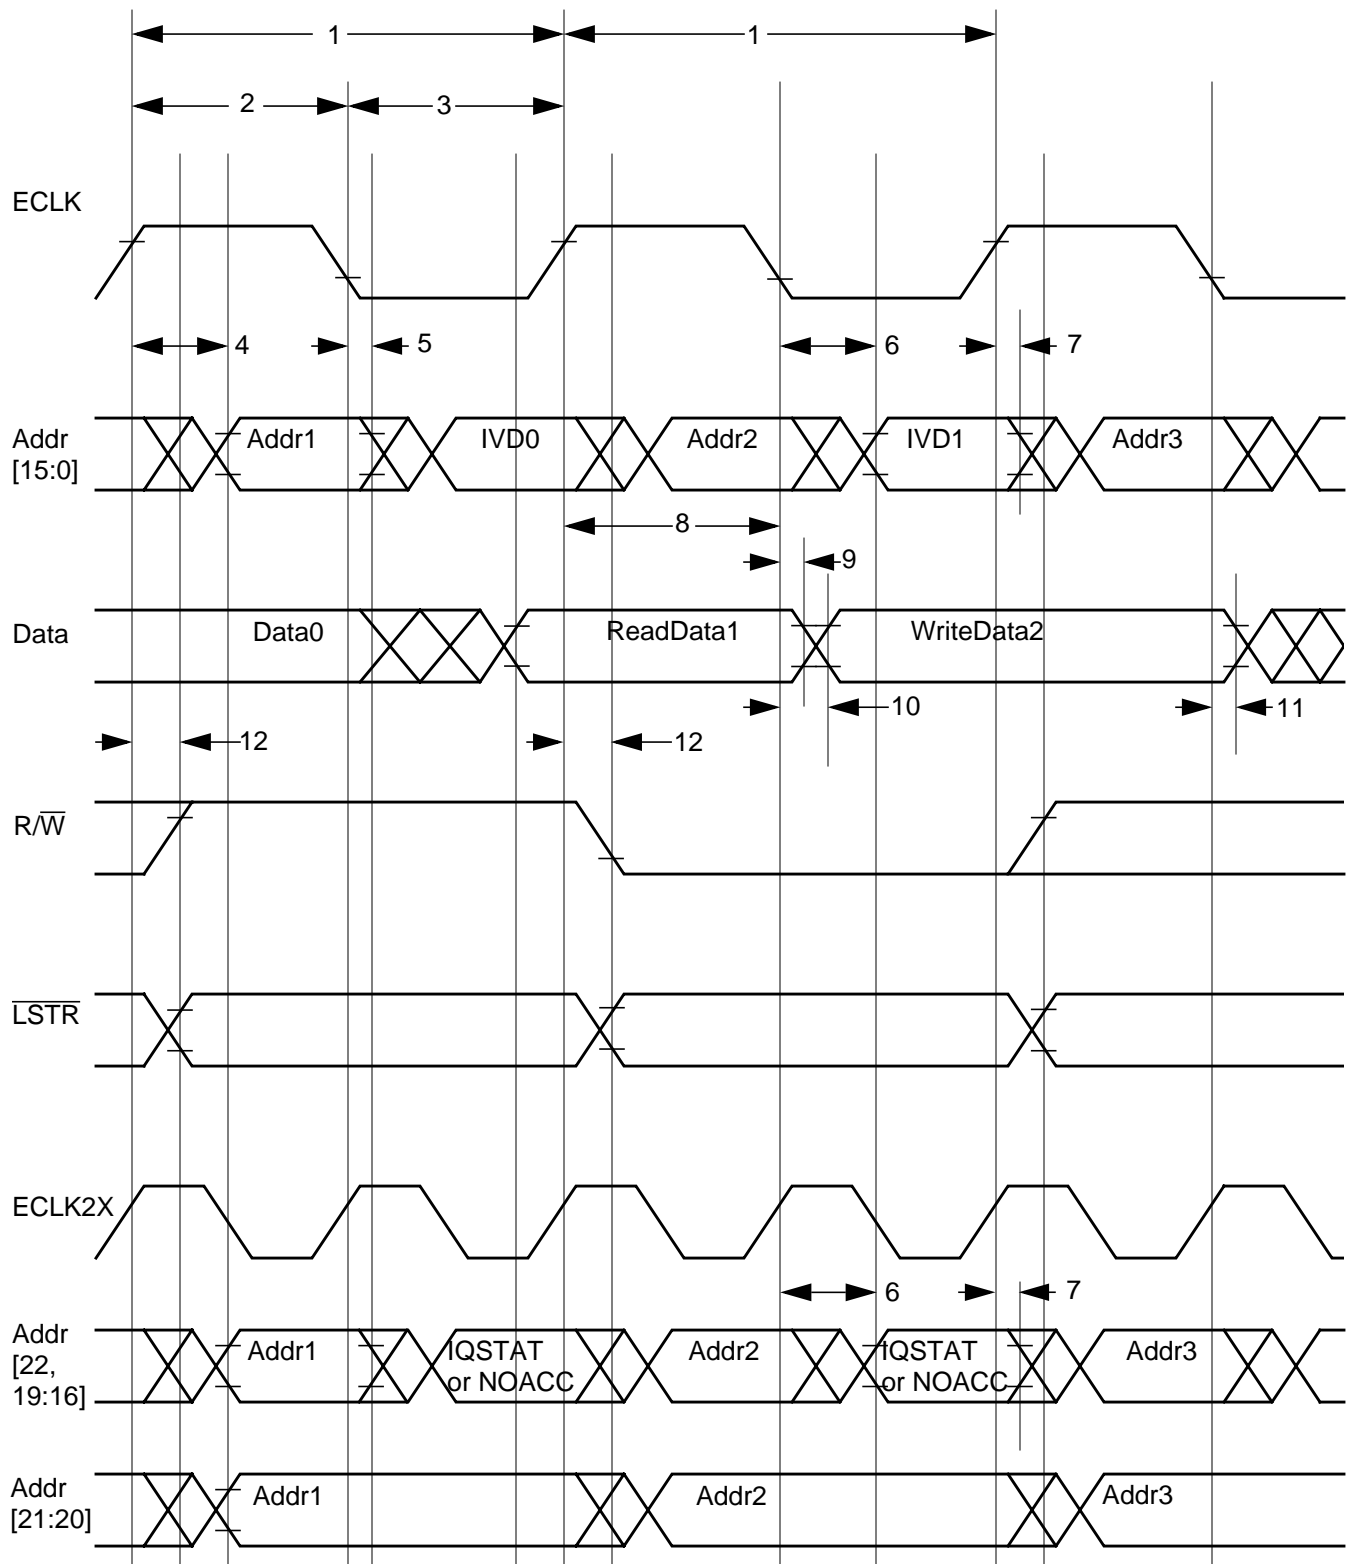 1 1
2 3
ECLK
4 5 6 7
Addr
[15:0]
Addr1 IVD0 Addr2 IVD1 Addr3
8
9
Data
Data0 ReadData1 WriteData2
10 11
12 12
R/W̅
L̅S̅T̅R̅
ECLK2X
6 7
Addr
[22,
19:16]
Addr1 IQSTAT
or NOACC Addr2 IQSTAT
or NOACC Addr3
Addr
[21:20]
Addr1 Addr2 Addr3